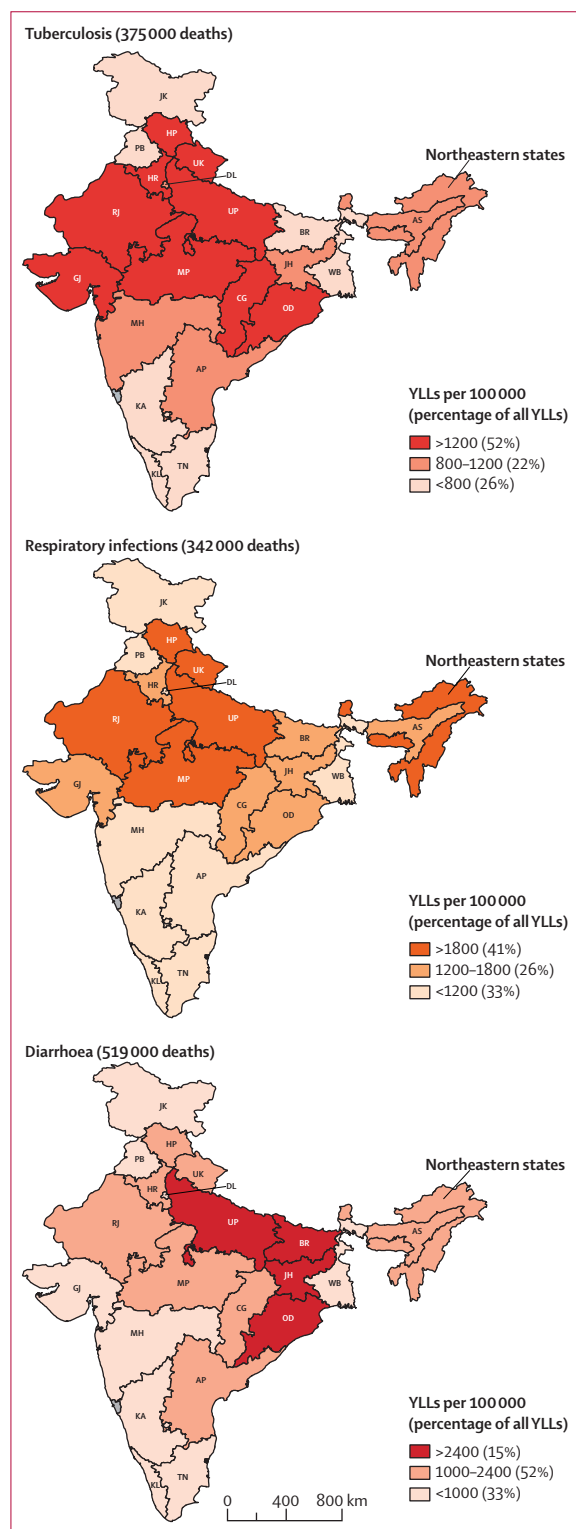 Tuberculosis (375 000 deaths)
JK
HP
PB
UK
HR
DL
Northeastern states
RJ
UP
AS
BR
GJ
MP
JH
WB
CG
OD
MH
AP
KA
KL
TN
YLLs per 100 000
(percentage of all YLLs)
>1200 (52%)
800–1200 (22%)
<800 (26%)
Respiratory infections (342 000 deaths)
JK
HP
PB
UK
HR
DL
Northeastern states
RJ
UP
AS
BR
GJ
MP
JH
WB
CG
OD
MH
AP
KA
KL
TN
YLLs per 100 000
(percentage of all YLLs)
>1800 (41%)
1200–1800 (26%)
<1200 (33%)
Diarrhoea (519 000 deaths)
JK
HP
PB
UK
HR
DL
Northeastern states
RJ
UP
AS
BR
GJ
MP
JH
WB
CG
OD
MH
AP
KA
KL
TN
YLLs per 100 000
(percentage of all YLLs)
>2400 (15%)
1000–2400 (52%)
<1000 (33%)
0 400 800 km